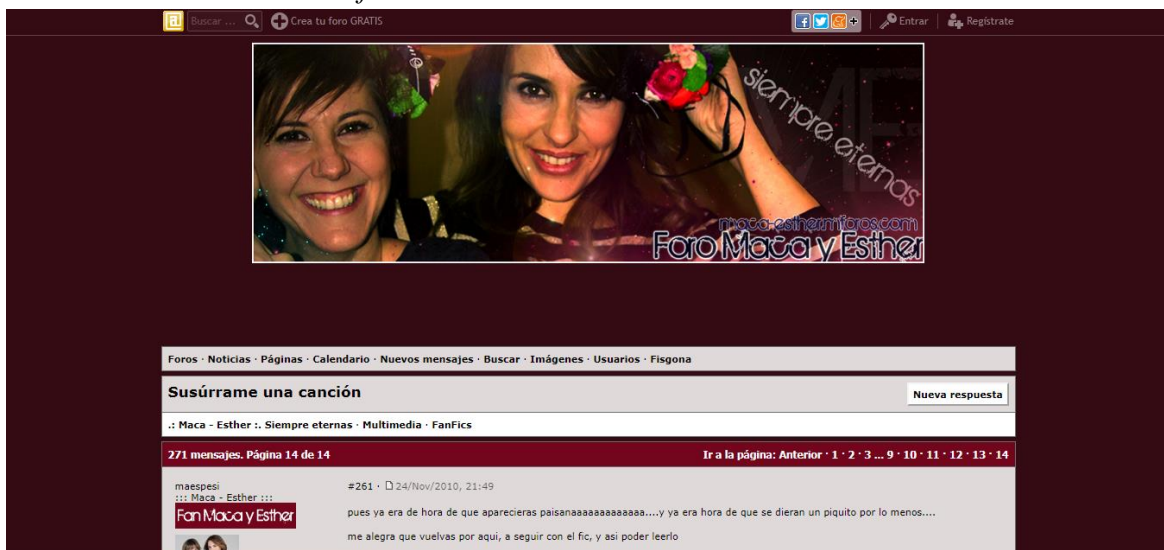 Buscar ...
Crea tu foro GRATIS
Entrar
Regístrate
siempre eternas
maca-esther.mforos.com
Foro Maca y Esther
Foros · Noticias · Páginas · Calendario · Nuevos mensajes · Buscar · Imágenes · Usuarios · Fisgona
Susúrrame una canción
Nueva respuesta
.: Maca - Esther :. Siempre eternas · Multimedia · FanFics
271 mensajes. Página 14 de 14
Ir a la página: Anterior · 1 · 2 · 3 ... 9 · 10 · 11 · 12 · 13 · 14
maespesi
::: Maca - Esther :::
Fan Maca y Esther
#261 · 24/Nov/2010, 21:49
pues ya era de hora de que aparecieras paisanaaaaaaaaaaaaa....y ya era hora de que se dieran un piquito por lo menos....
me alegra que vuelvas por aqui, a seguir con el fic, y asi poder leerlo